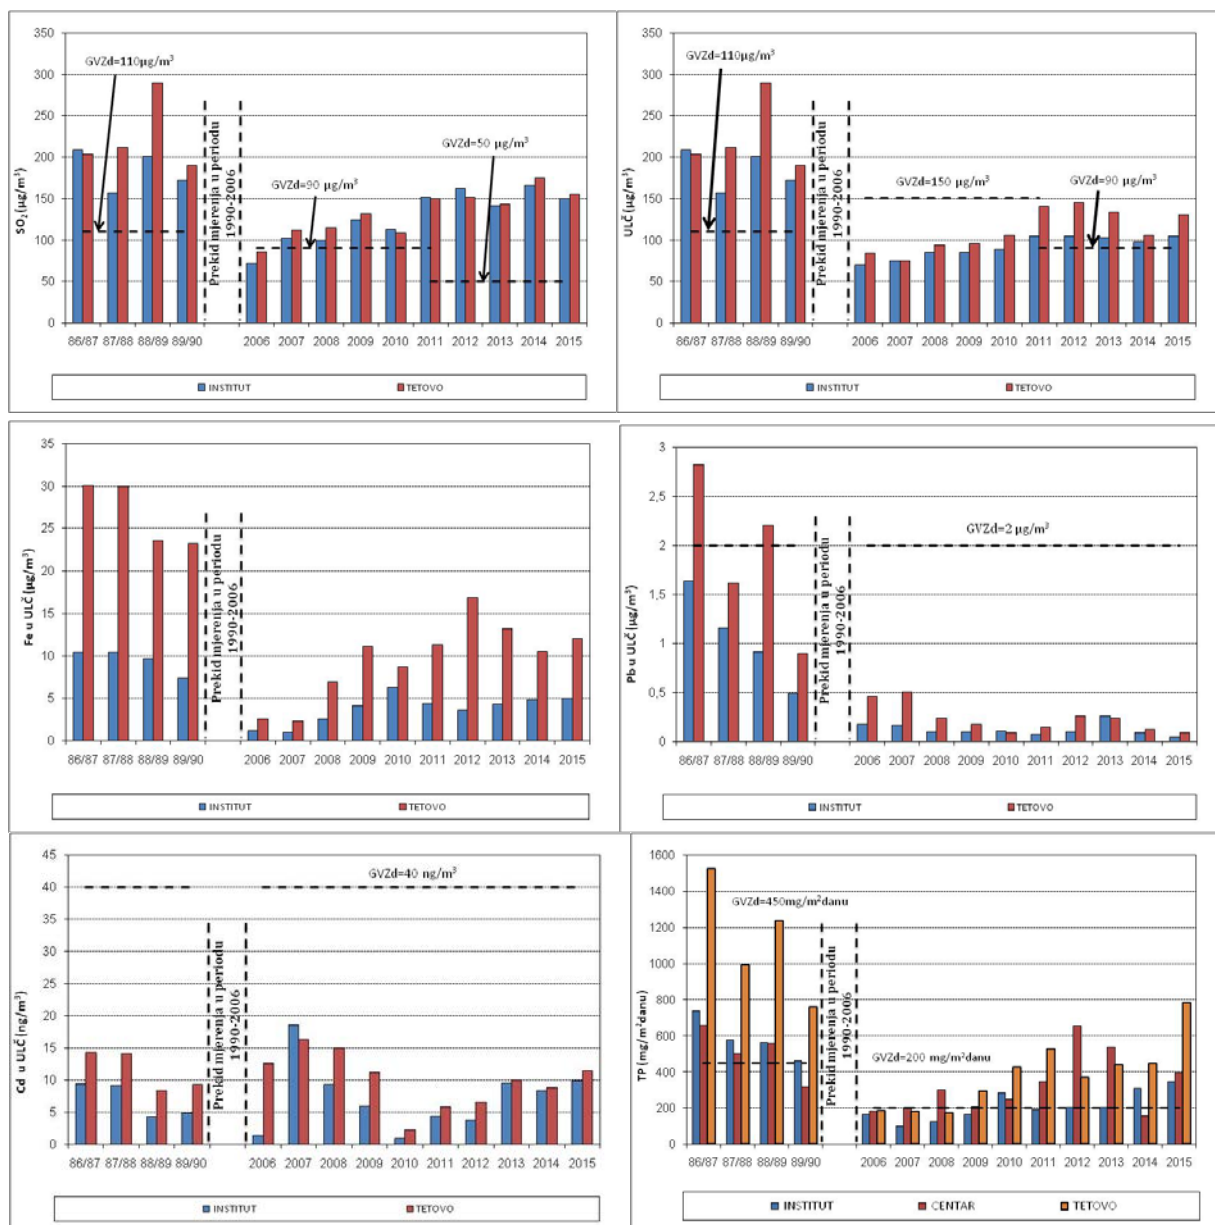 350
300
250
200
150
100
50
0
SO₂(µg/m³)
GVZd=110µg/m³
GVZd=90 µg/m³
GVZd=50 µg/m³
Prekid mjerenja u periodu
1990-2006
86/87 87/88 88/89 89/90 2006 2007 2008 2009 2010 2011 2012 2013 2014 2015
INSTITUT TETOVO
350
300
250
200
150
100
50
0
ULČ(µg/m³)
GVZd=110µg/m³
GVZd=150 µg/m³
GVZd=90 µg/m³
Prekid mjerenja u periodu
1990-2006
86/87 87/88 88/89 89/90 2006 2007 2008 2009 2010 2011 2012 2013 2014 2015
INSTITUT TETOVO
35
30
25
20
15
10
5
0
Fe u ULČ (µg/m³)
Prekid mjerenja u periodu
1990-2006
86/87 87/88 88/89 89/90 2006 2007 2008 2009 2010 2011 2012 2013 2014 2015
INSTITUT TETOVO
3
2,5
2
1,5
1
0,5
0
Pb u ULČ (µg/m³)
GVZd=2 µg/m³
Prekid mjerenja u periodu
1990-2006
86/87 87/88 88/89 89/90 2006 2007 2008 2009 2010 2011 2012 2013 2014 2015
INSTITUT TETOVO
45
40
35
30
25
20
15
10
5
0
Cd u ULČ (ng/m³)
GVZd=40 ng/m³
Prekid mjerenja u periodu
1990-2006
86/87 87/88 88/89 89/90 2006 2007 2008 2009 2010 2011 2012 2013 2014 2015
INSTITUT TETOVO
1600
1400
1200
1000
800
600
400
200
0
TP (mg/m²danu)
GVZd=450mg/m²danu
GVZd=200 mg/m²danu
Prekid mjerenja u periodu
1990-2006
86/87 87/88 88/89 89/90 2006 2007 2008 2009 2010 2011 2012 2013 2014 2015
INSTITUT CENTAR TETOVO